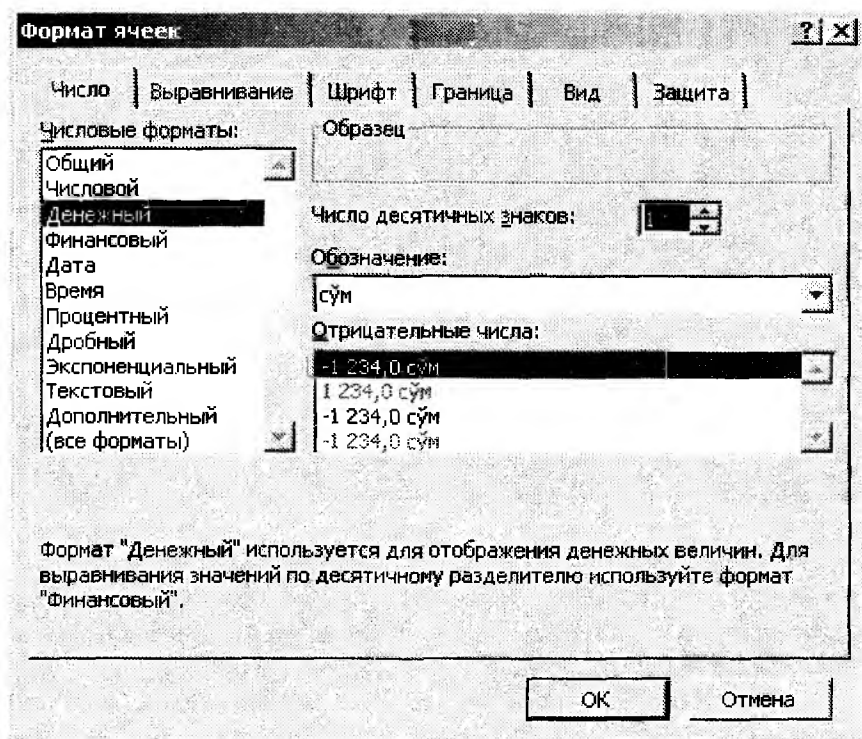 Формат ячеек
Число Выравнивание Шрифт Граница Вид Защита
Числовые форматы:
Общий
Числовой
Денежный
Финансовый
Дата
Время
Процентный
Дробный
Экспоненциальный
Текстовый
Дополнительный
(все форматы)
Образец
Число десятичных знаков: 1
Обозначение:
сўм
Отрицательные числа:
-1 234,0 сўм
1 234,0 сўм
-1 234,0 сўм
-1 234,0 сўм
Формат "Денежный" используется для отображения денежных величин. Для
выравнивания значений по десятичному разделителю используйте формат
"Финансовый".
ОК Отмена